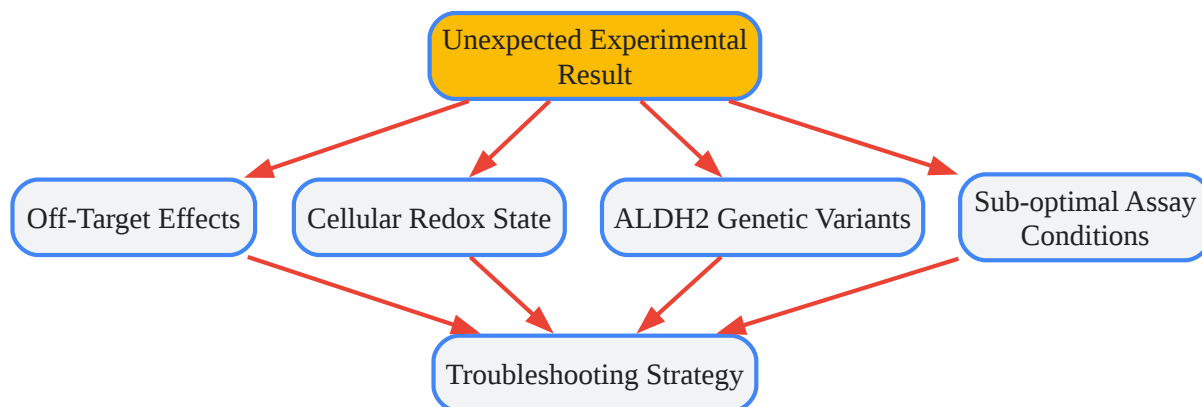 Unexpected Experimental
Result
Off-Target Effects
Cellular Redox State
ALDH2 Genetic Variants
Sub-optimal Assay
Conditions
Troubleshooting Strategy